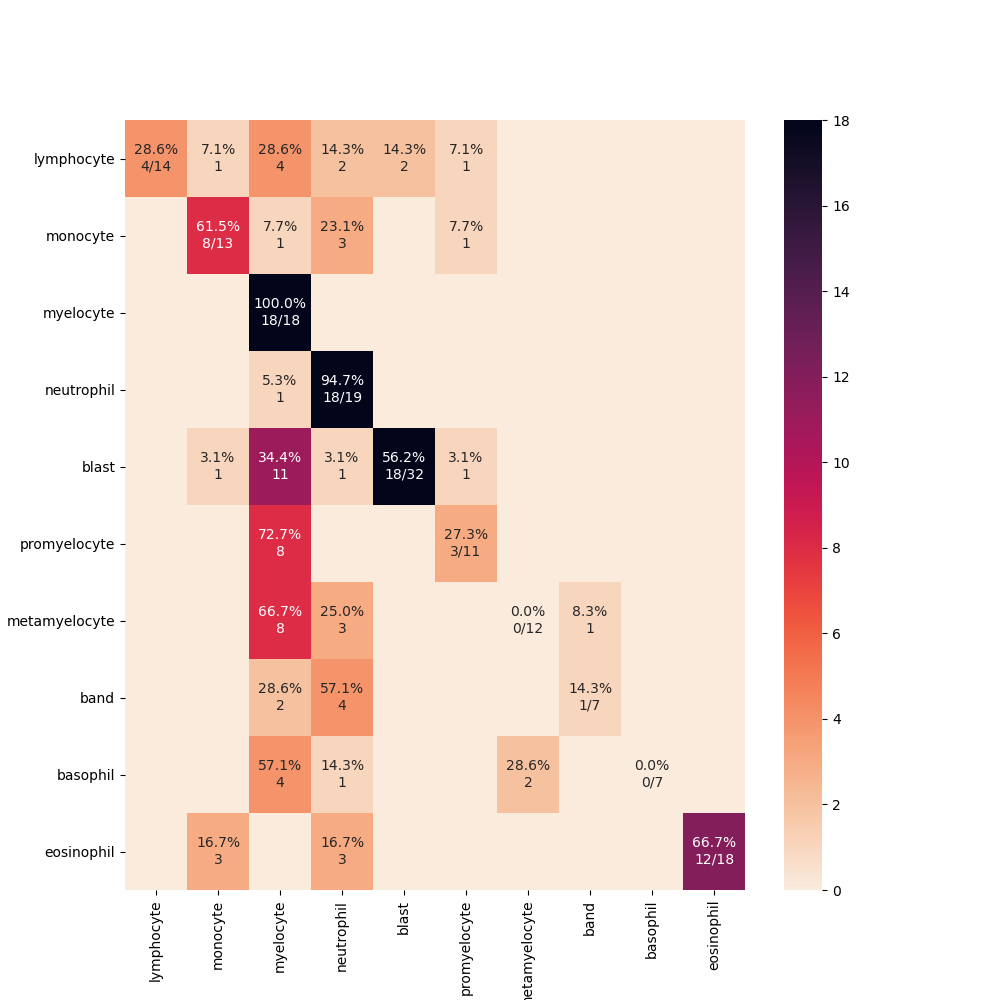 lymphocyte
28.6% 7.1% 28.6% 14.3% 14.3% 7.1%
4/14 1 4 2 2 1
monocyte
61.5% 7.7% 23.1% 7.7%
8/13 1 3 1
myelocyte
100.0%
18/18
neutrophil
5.3% 94.7%
1 18/19
blast
3.1% 34.4% 3.1% 56.2% 3.1%
1 11 1 18/32 1
promyelocyte
72.7% 27.3%
8 3/11
metamyelocyte
66.7% 25.0% 0.0% 8.3%
8 3 0/12 1
band
28.6% 57.1% 14.3%
2 4 1/7
basophil
57.1% 14.3% 28.6% 0.0%
4 1 2 0/7
eosinophil
16.7% 16.7% 66.7%
3 3 12/18
lymphocyte
monocyte
myelocyte
neutrophil
blast
promyelocyte
etamyelocyte
band
basophil
eosinophil
18
16
14
12
10
8
6
4
2
0